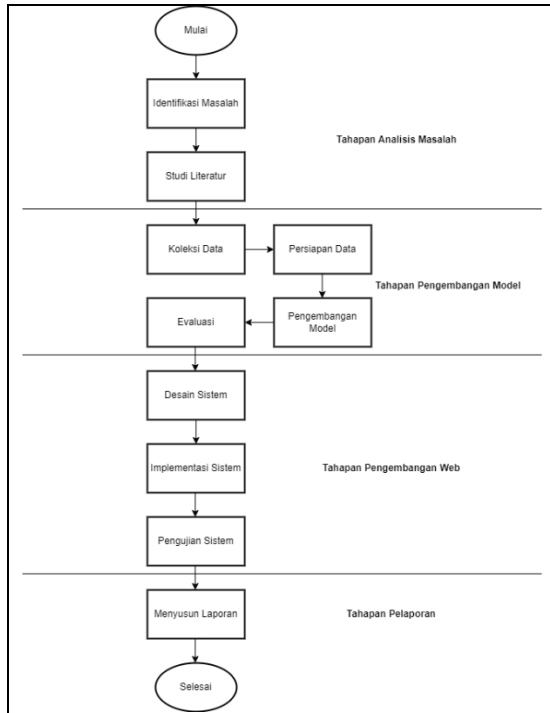 Mulai
Identifikasi Masalah
Tahapan Analisis Masalah
Studi Literatur
Koleksi Data
Persiapan Data
Tahapan Pengembangan Model
Evaluasi
Pengembangan
Model
Desain Sistem
Implementasi Sistem
Tahapan Pengembangan Web
Pengujian Sistem
Menyusun Laporan
Tahapan Pelaporan
Selesai